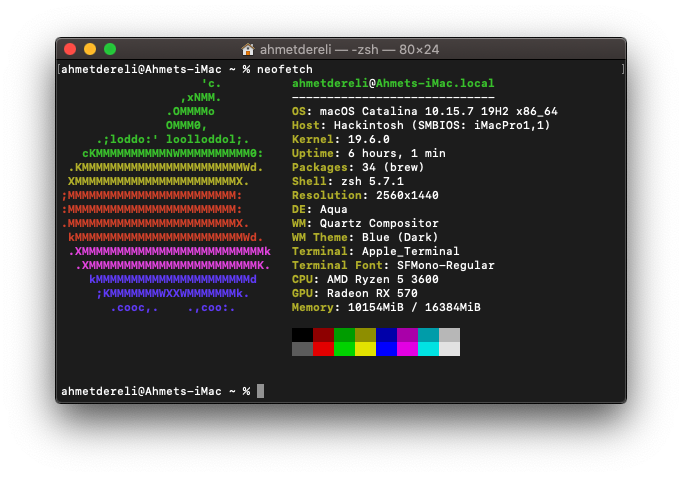 ahmetdereli — -zsh — 80×24
[ahmetdereli@Ahmets-iMac ~ % neofetch ]
'c. ahmetdereli@Ahmets-iMac.local
,xNMM. -----------------------------
.OMMMMo OS: macOS Catalina 10.15.7 19H2 x86_64
OMMM0, Host: Hackintosh (SMBIOS: iMacPro1,1)
.;loddo:' loolloddol;. Kernel: 19.6.0
cKMMMMMMMMMMNWMMMMMMMMMM0: Uptime: 6 hours, 1 min
.KMMMMMMMMMMMMMMMMMMMMMMMWd. Packages: 34 (brew)
XMMMMMMMMMMMMMMMMMMMMMMMX. Shell: zsh 5.7.1
;MMMMMMMMMMMMMMMMMMMMMMMM: Resolution: 2560x1440
:MMMMMMMMMMMMMMMMMMMMMMMM: DE: Aqua
.MMMMMMMMMMMMMMMMMMMMMMMMX. WM: Quartz Compositor
kMMMMMMMMMMMMMMMMMMMMMMMMWd. WM Theme: Blue (Dark)
.XMMMMMMMMMMMMMMMMMMMMMMMMMMk Terminal: Apple_Terminal
.XMMMMMMMMMMMMMMMMMMMMMMMMK. Terminal Font: SFMono-Regular
kMMMMMMMMMMMMMMMMMMMMMMd CPU: AMD Ryzen 5 3600
;KMMMMMMMWXXWMMMMMMMk. GPU: Radeon RX 570
.cooc,. .,coo:. Memory: 10154MiB / 16384MiB
ahmetdereli@Ahmets-iMac ~ %